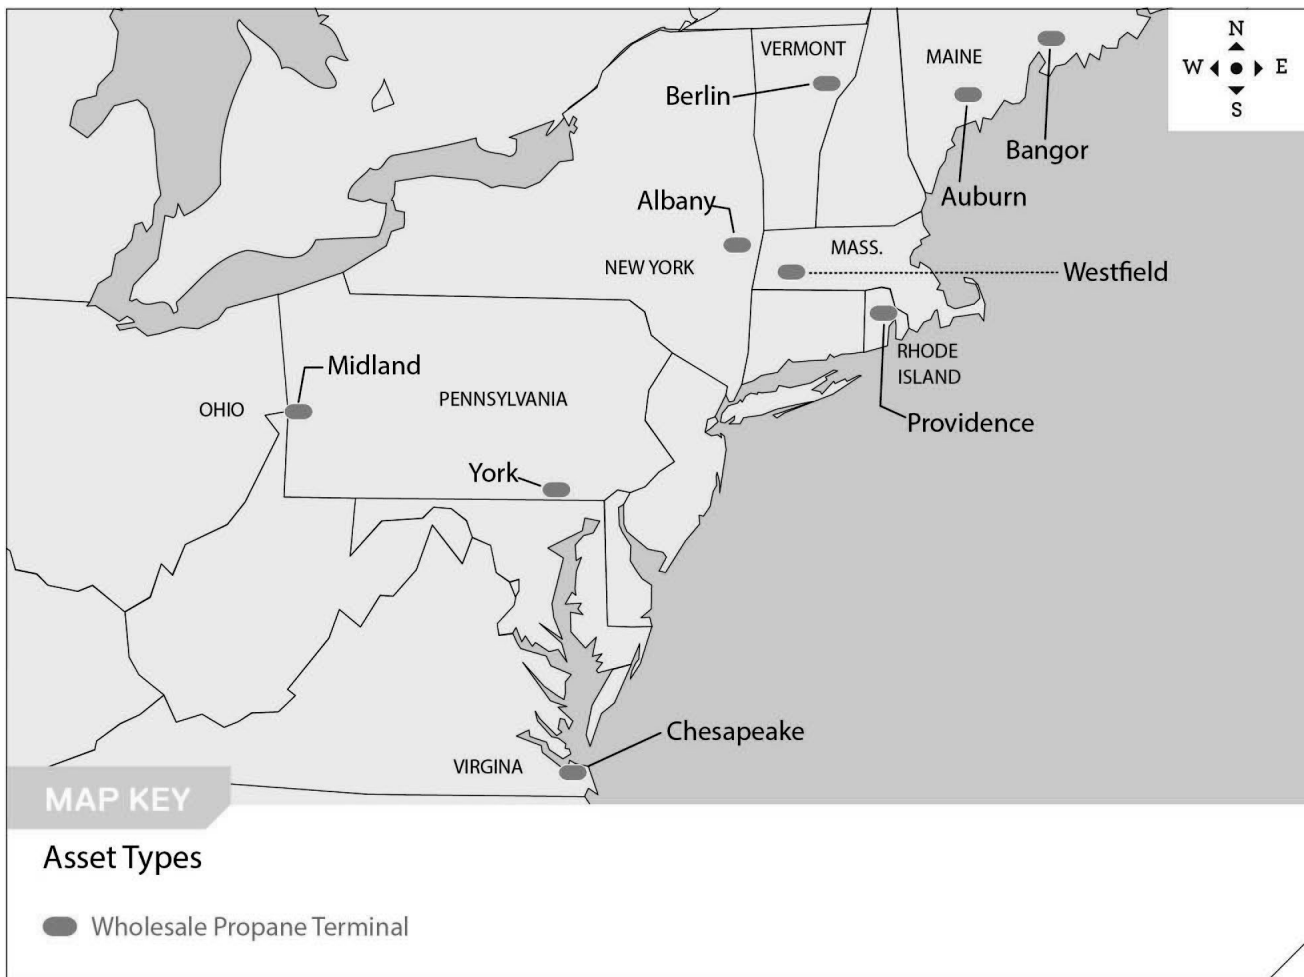 N
W E
S
VERMONT
MAINE
Berlin
Bangor
Auburn
Albany
MASS.
NEW YORK
Westfield
RHODE
ISLAND
Midland
PENNSYLVANIA
OHIO
Providence
York
Chesapeake
VIRGINA
MAP KEY
Asset Types
Wholesale Propane Terminal